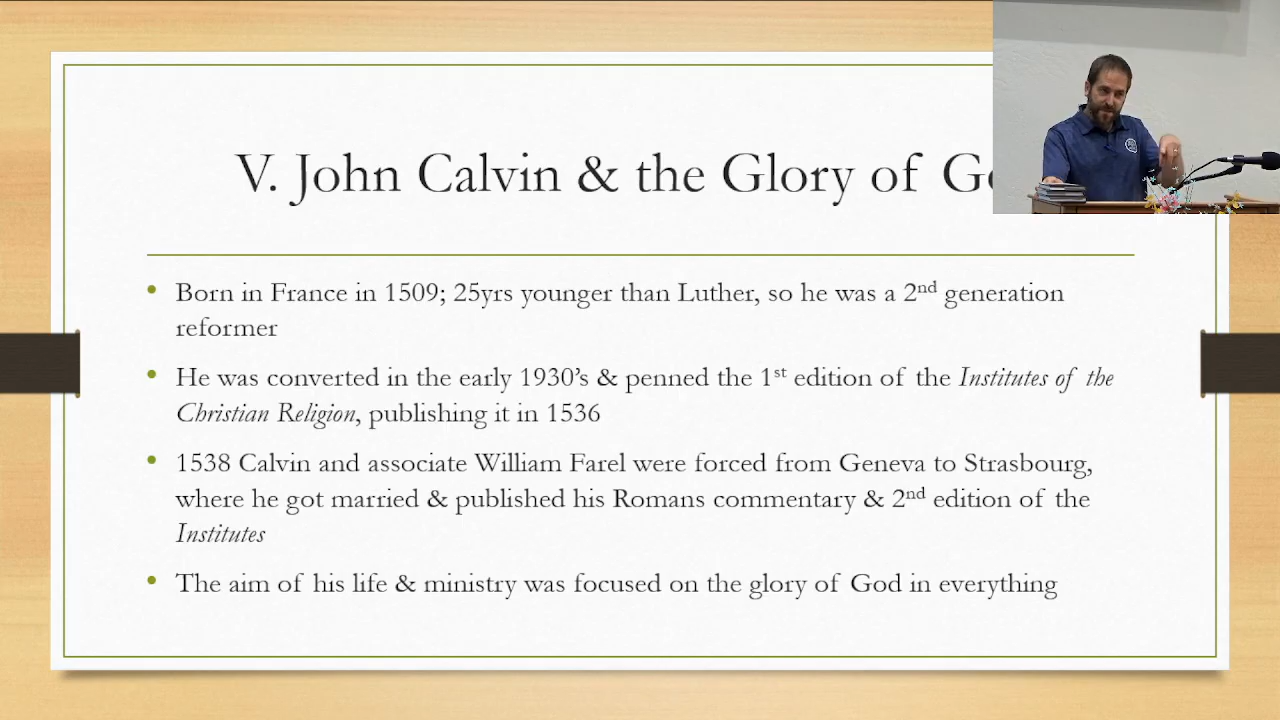 V. John Calvin & the Glory of Go
• Born in France in 1509; 25yrs younger than Luther, so he was a 2nd generation
reformer
• He was converted in the early 1930’s & penned the 1st edition of the Institutes of the
Christian Religion, publishing it in 1536
• 1538 Calvin and associate William Farel were forced from Geneva to Strasbourg,
where he got married & published his Romans commentary & 2nd edition of the
Institutes
• The aim of his life & ministry was focused on the glory of God in everything